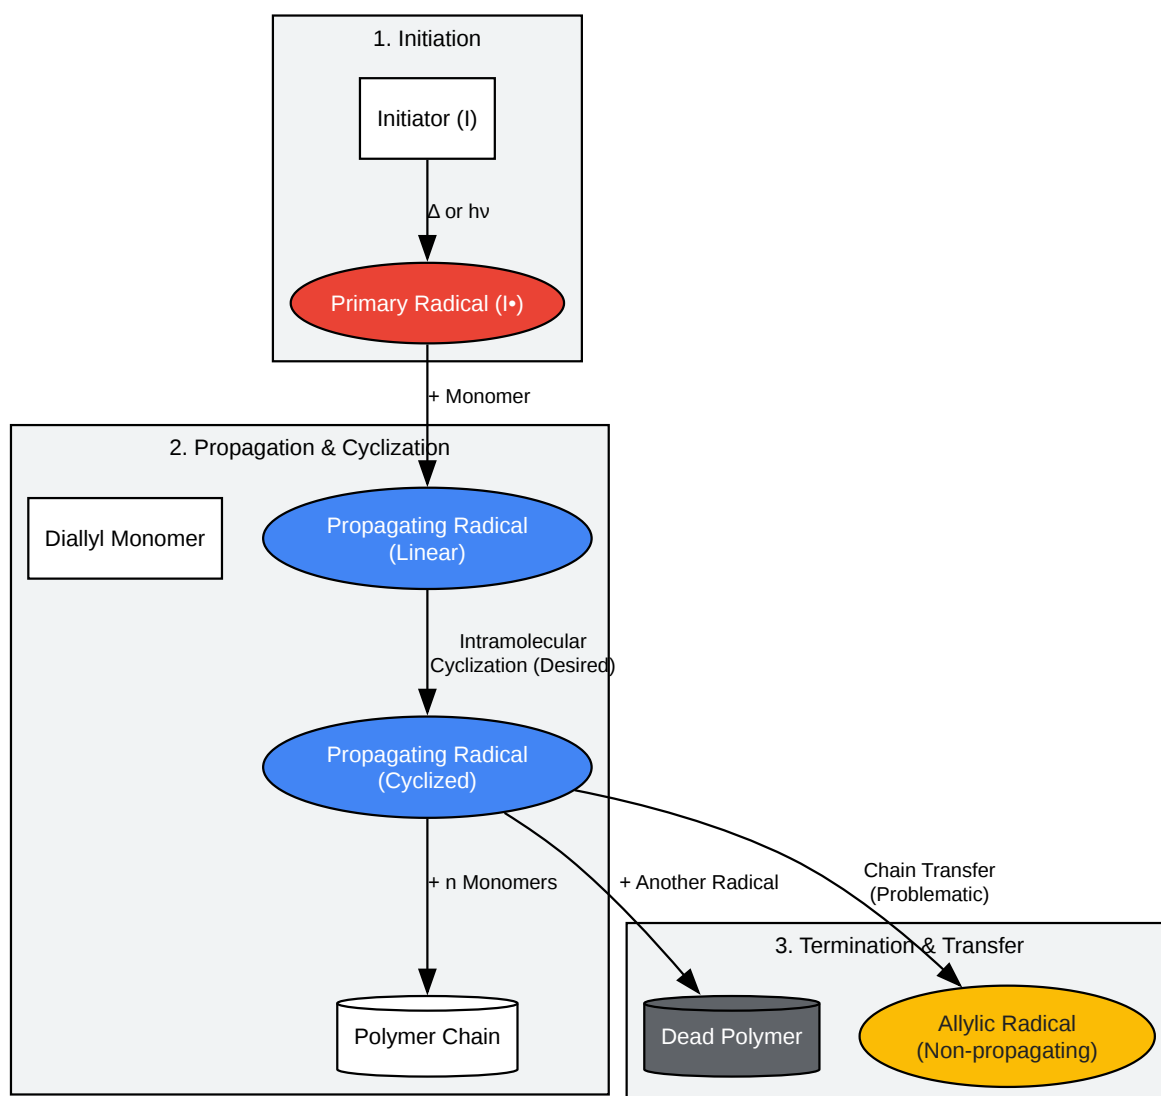 1. Initiation
Initiator (I)
Δ or hν
Primary Radical (I•)
+ Monomer
2. Propagation & Cyclization
Diallyl Monomer
Propagating Radical
(Linear)
Intramolecular
Cyclization (Desired)
Propagating Radical
(Cyclized)
+ n Monomers
+ Another Radical
Chain Transfer
(Problematic)
3. Termination & Transfer
Polymer Chain
Dead Polymer
Allylic Radical
(Non-propagating)